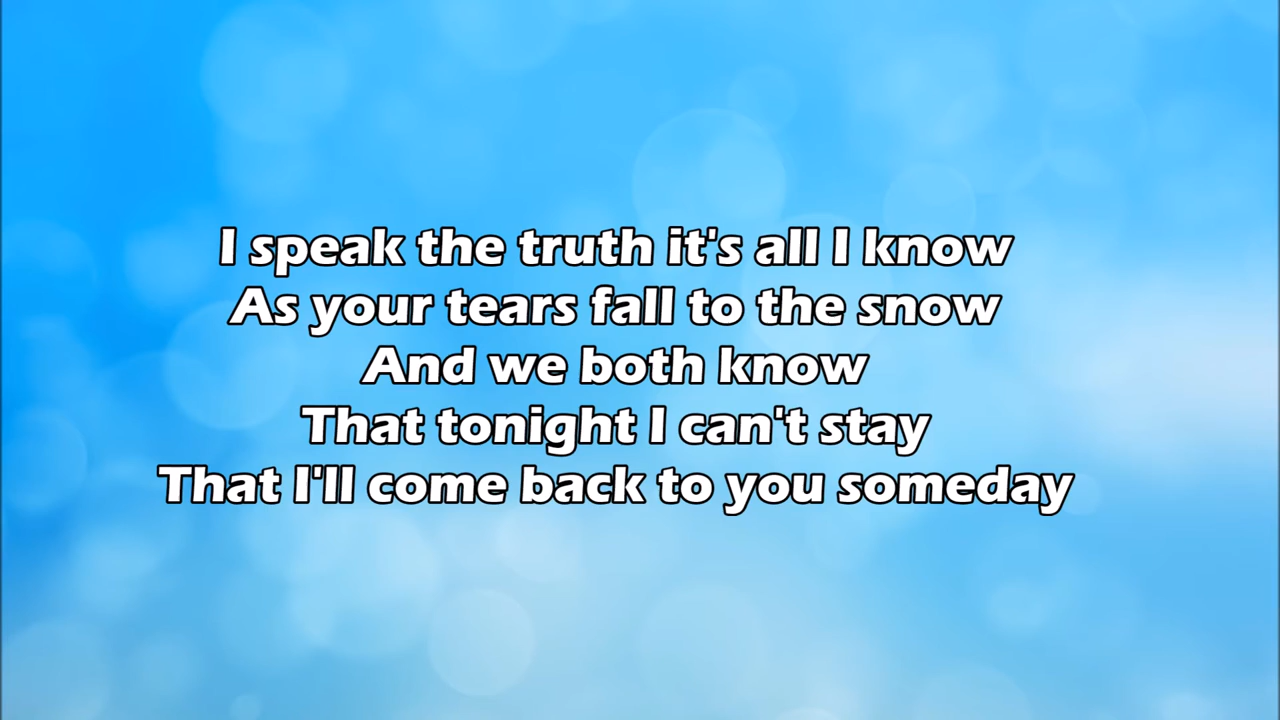 I speak the truth it's all I know
As your tears fall to the snow
And we both know
That tonight I can't stay
That I'll come back to you someday